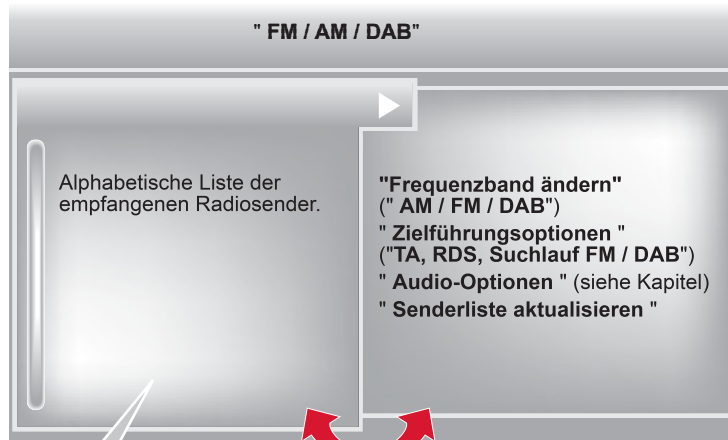 " FM / AM / DAB"
Alphabetische Liste der
empfangenen Radiosender.
"Frequenzband ändern"
(" AM / FM / DAB")
" Zielführungsoptionen "
("TA, RDS, Suchlauf FM / DAB")
" Audio-Optionen " (siehe Kapitel)
" Senderliste aktualisieren "